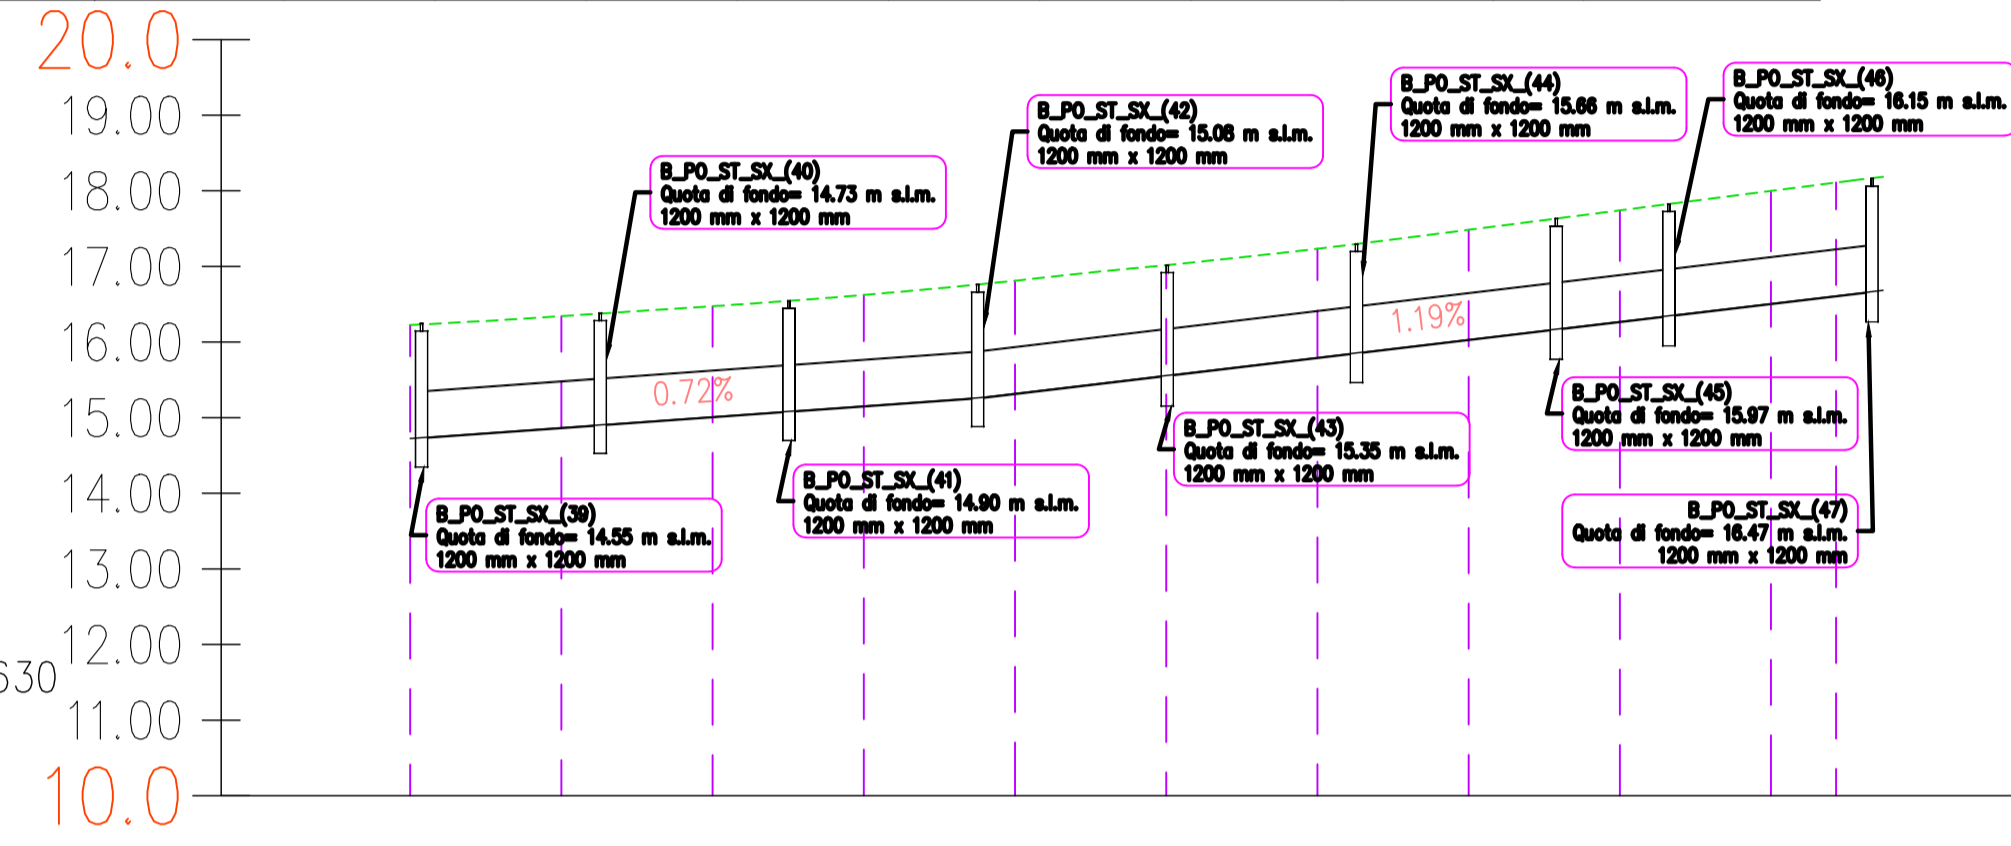 20.0
19.00
18.00
17.00
16.00
15.00
14.00
13.00
12.00
630
11.00
10.0
B_PO_ST_SX_(39)
Quota di fondo= 14.55 m s.l.m.
1200 mm x 1200 mm
B_PO_ST_SX_(40)
Quota di fondo= 14.73 m s.l.m.
1200 mm x 1200 mm
0.72%
B_PO_ST_SX_(41)
Quota di fondo= 14.90 m s.l.m.
1200 mm x 1200 mm
B_PO_ST_SX_(42)
Quota di fondo= 15.08 m s.l.m.
1200 mm x 1200 mm
B_PO_ST_SX_(43)
Quota di fondo= 15.35 m s.l.m.
1200 mm x 1200 mm
B_PO_ST_SX_(44)
Quota di fondo= 15.66 m s.l.m.
1200 mm x 1200 mm
1.19%
B_PO_ST_SX_(45)
Quota di fondo= 15.97 m s.l.m.
1200 mm x 1200 mm
B_PO_ST_SX_(46)
Quota di fondo= 16.15 m s.l.m.
1200 mm x 1200 mm
B_PO_ST_SX_(47)
Quota di fondo= 16.47 m s.l.m.
1200 mm x 1200 mm